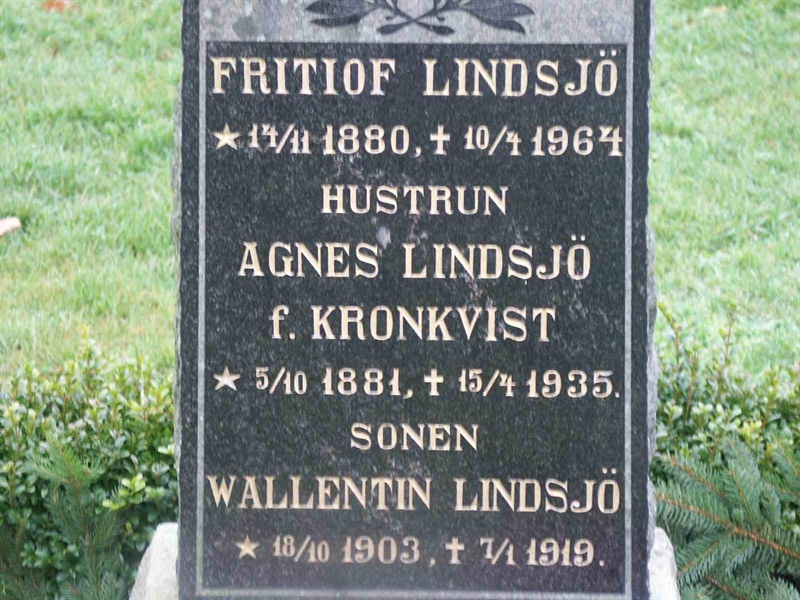 FRITIOF LINDSJÖ
★ 14/11 1880, ✝ 10/4 1964
HUSTRUN
AGNES LINDSJÖ
f. KRONKVIST
★ 5/10 1881, ✝ 15/4 1935.
SONEN
WALLENTIN LINDSJÖ
★ 18/10 1903, ✝ 7/1 1919.